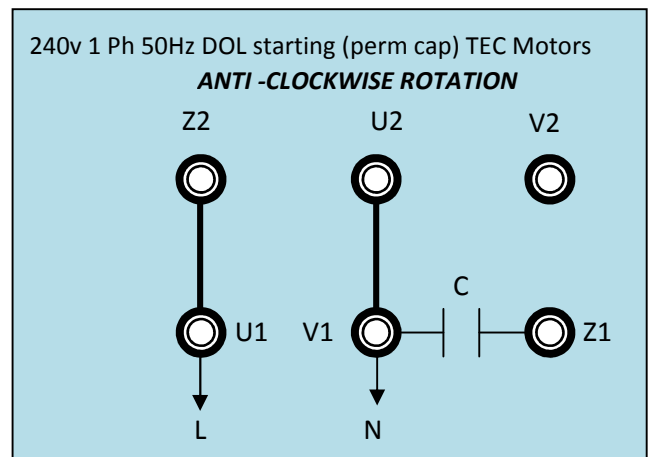 240v 1 Ph 50Hz DOL starting (perm cap) TEC Motors
ANTI -CLOCKWISE ROTATION
Z2 U2 V2
C
U1 V1 Z1
L N